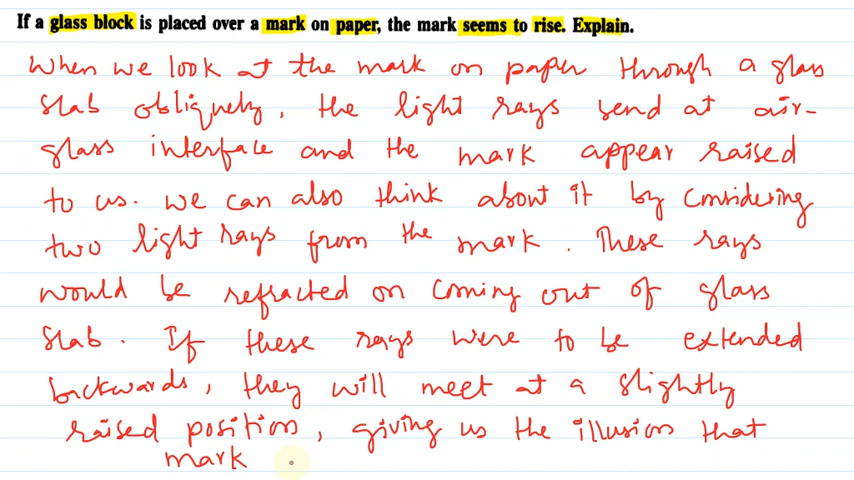 If a glass block is placed over a mark on paper, the mark seems to rise. Explain.
When we look at the mark on paper through a glass
slab obliquely, the light rays bend at air-
glass interface and the mark appear raised
to us. we can also think about it by considering
two light rays from the mark. These rays
would be refracted on coming out of glass
slab. If these rays were to be extended
backwards, they will meet at a slightly
raised position, giving us the illusion that
mark